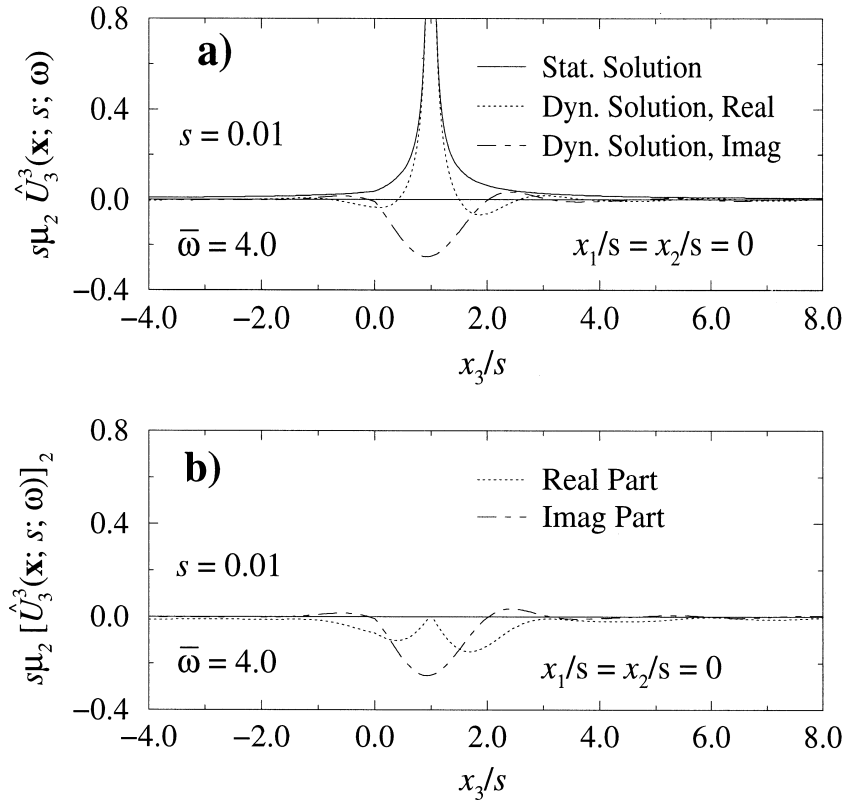 0.8
a)
Stat. Solution
0.4
s = 0.01
Dyn. Solution, Real
Dyn. Solution, Imag
sμ₂ Û₃³(x; s; ω)
0.0
ω̅ = 4.0
x₁/s = x₂/s = 0
−0.4
−4.0 −2.0 0.0 2.0 4.0 6.0 8.0
x₃/s
0.8
b)
Real Part
0.4
Imag Part
s = 0.01
sμ₂ [Û₃³(x; s; ω)]₂
0.0
ω̅ = 4.0
x₁/s = x₂/s = 0
−0.4
−4.0 −2.0 0.0 2.0 4.0 6.0 8.0
x₃/s